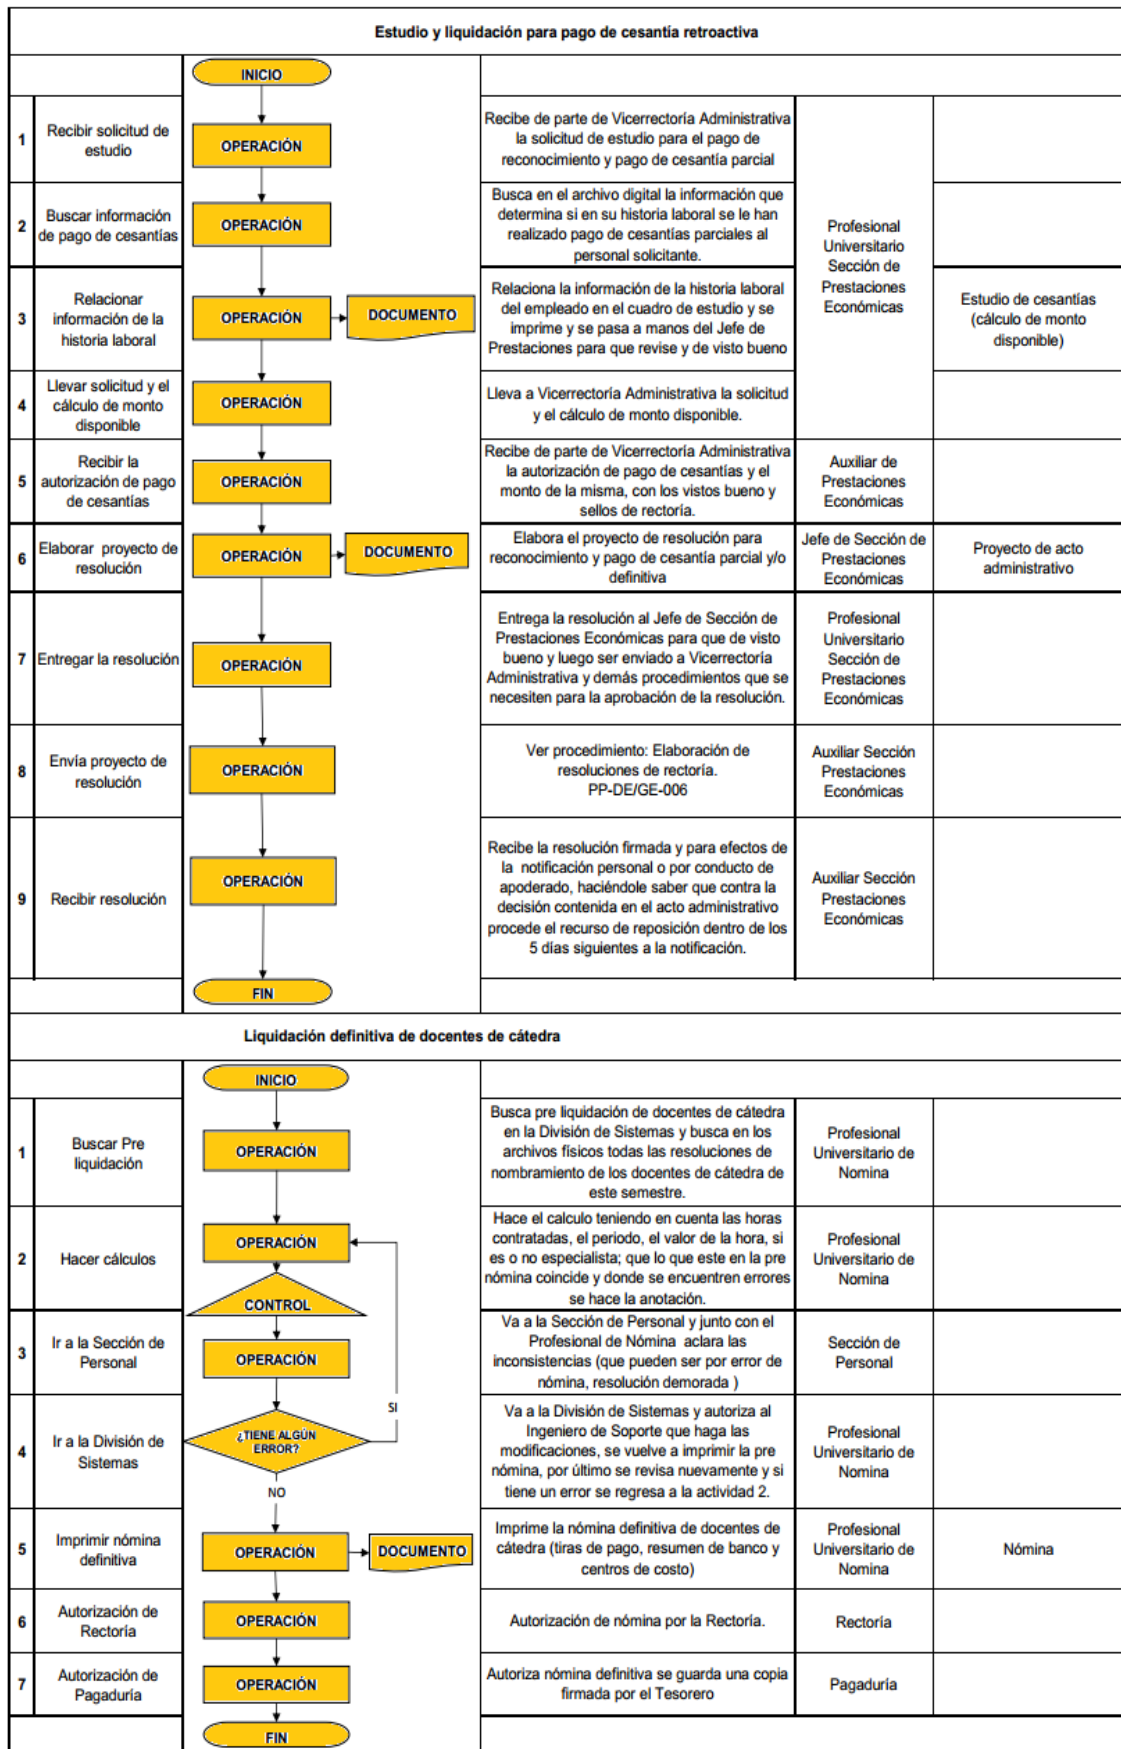 Estudio y liquidación para pago de cesantía retroactiva
INICIO
1
Recibir solicitud de
estudio
OPERACIÓN
Recibe de parte de Vicerrectoría Administrativa
la solicitud de estudio para el pago de
reconocimiento y pago de cesantía parcial
2
Buscar información
de pago de cesantías
OPERACIÓN
Busca en el archivo digital la información que
determina si en su historia laboral se le han
realizado pago de cesantías parciales al
personal solicitante.
Profesional
Universitario
Sección de
Prestaciones
Económicas
3
Relacionar
información de la
historia laboral
OPERACIÓN
DOCUMENTO
Relaciona la información de la historia laboral
del empleado en el cuadro de estudio y se
imprime y se pasa a manos del Jefe de
Prestaciones para que revise y de visto bueno
Estudio de cesantías
(cálculo de monto
disponible)
4
Llevar solicitud y el
cálculo de monto
disponible
OPERACIÓN
Lleva a Vicerrectoría Administrativa la solicitud
y el cálculo de monto disponible.
5
Recibir la
autorización de pago
de cesantías
OPERACIÓN
Recibe de parte de Vicerrectoría Administrativa
la autorización de pago de cesantías y el
monto de la misma, con los vistos bueno y
sellos de rectoría.
Auxiliar de
Prestaciones
Económicas
6
Elaborar proyecto de
resolución
OPERACIÓN
DOCUMENTO
Elabora el proyecto de resolución para
reconocimiento y pago de cesantía parcial y/o
definitiva
Jefe de Sección de
Prestaciones
Económicas
Proyecto de acto
administrativo
7
Entregar la resolución
OPERACIÓN
Entrega la resolución al Jefe de Sección de
Prestaciones Económicas para que de visto
bueno y luego ser enviado a Vicerrectoría
Administrativa y demás procedimientos que se
necesiten para la aprobación de la resolución.
Profesional
Universitario
Sección de
Prestaciones
Económicas
8
Envía proyecto de
resolución
OPERACIÓN
Ver procedimiento: Elaboración de
resoluciones de rectoría.
PP-DE/GE-006
Auxiliar Sección
Prestaciones
Económicas
9
Recibir resolución
OPERACIÓN
Recibe la resolución firmada y para efectos de
la notificación personal o por conducto de
apoderado, haciéndole saber que contra la
decisión contenida en el acto administrativo
procede el recurso de reposición dentro de los
5 días siguientes a la notificación.
Auxiliar Sección
Prestaciones
Económicas
FIN
Liquidación definitiva de docentes de cátedra
INICIO
1
Buscar Pre
liquidación
OPERACIÓN
Busca pre liquidación de docentes de cátedra
en la División de Sistemas y busca en los
archivos físicos todas las resoluciones de
nombramiento de los docentes de cátedra de
este semestre.
Profesional
Universitario de
Nomina
2
Hacer cálculos
OPERACIÓN
CONTROL
Hace el calculo teniendo en cuenta las horas
contratadas, el periodo, el valor de la hora, si
es o no especialista; que lo que este en la pre
nómina coincide y donde se encuentren errores
se hace la anotación.
Profesional
Universitario de
Nomina
3
Ir a la Sección de
Personal
OPERACIÓN
Va a la Sección de Personal y junto con el
Profesional de Nómina aclara las
inconsistencias (que pueden ser por error de
nómina, resolución demorada )
Sección de
Personal
4
Ir a la División de
Sistemas
¿TIENE ALGÚN
ERROR?
SI
NO
Va a la División de Sistemas y autoriza al
Ingeniero de Soporte que haga las
modificaciones, se vuelve a imprimir la pre
nómina, por último se revisa nuevamente y si
tiene un error se regresa a la actividad 2.
Profesional
Universitario de
Nomina
5
Imprimir nómina
definitiva
OPERACIÓN
DOCUMENTO
Imprime la nómina definitiva de docentes de
cátedra (tiras de pago, resumen de banco y
centros de costo)
Profesional
Universitario de
Nomina
Nómina
6
Autorización de
Rectoría
OPERACIÓN
Autorización de nómina por la Rectoría.
Rectoría
7
Autorización de
Pagaduría
OPERACIÓN
Autoriza nómina definitiva se guarda una copia
firmada por el Tesorero
Pagaduría
FIN